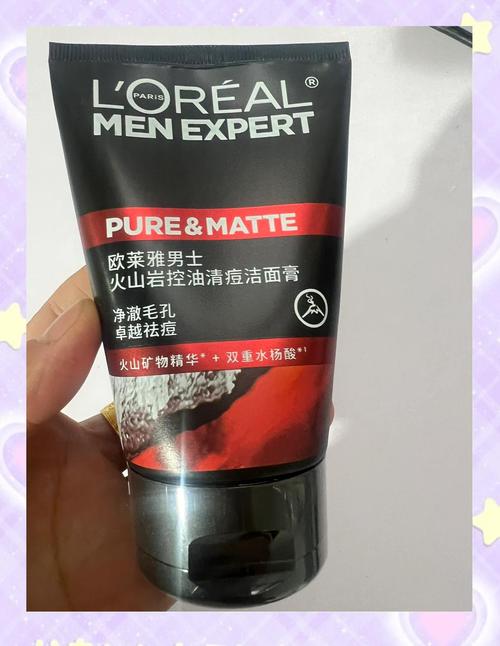 L'ORÉAL®
PARIS
MEN EXPERT
PURE & MATTE
欧莱雅男士
火山岩控油清痘洁面膏
净澈毛孔
卓越祛痘
火山矿物精华* + 双重水杨酸*¹